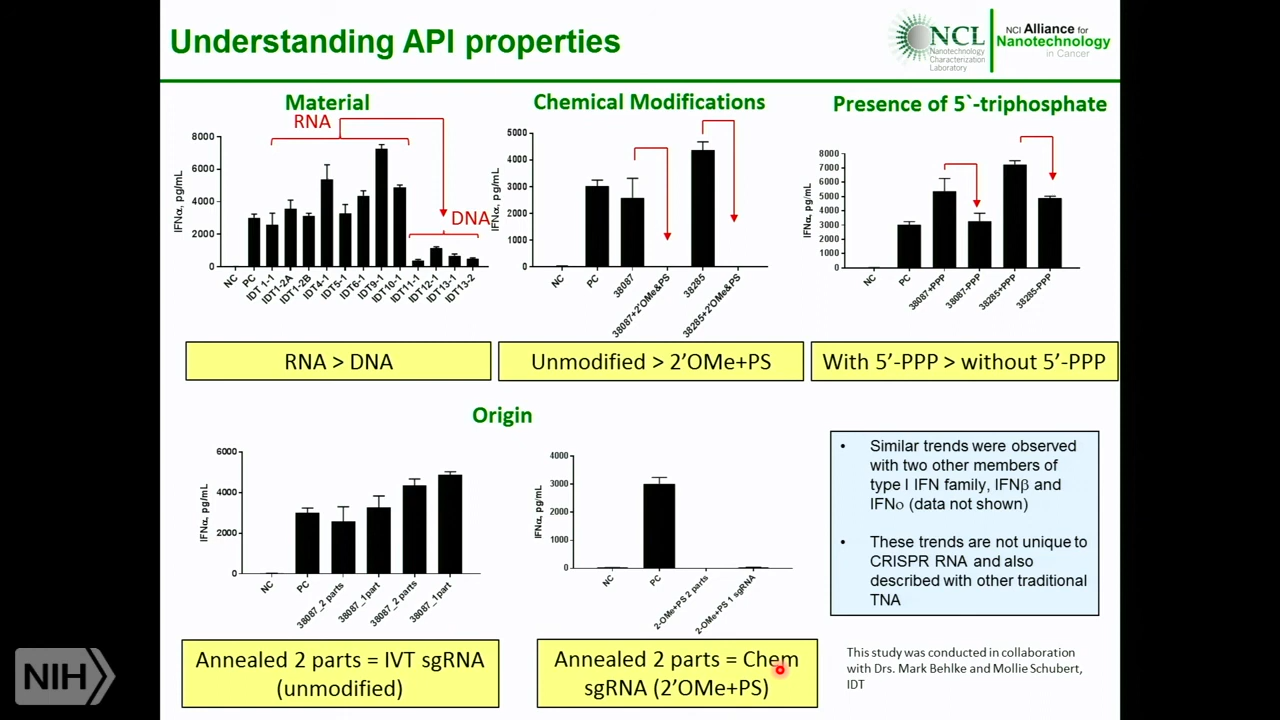 Understanding API properties
NCL
Nanotechnology
Characterization
Laboratory
NCI Alliance for
Nanotechnology
in Cancer
Material
RNA
DNA
IFNα, pg/mL
8000
6000
4000
2000
0
NC
PC
IDT 1-1
IDT1-2A
IDT1-2B
IDT4-1
IDT5-1
IDT6-1
IDT9-1
IDT10-1
IDT11-1
IDT12-1
IDT13-1
IDT13-2
RNA > DNA
Chemical Modifications
IFNα, pg/mL
5000
4000
3000
2000
1000
0
NC
PC
38087
38087+2'OMe&PS
38285
38285+2'OMe&PS
Unmodified > 2’OMe+PS
Presence of 5`-triphosphate
IFNα, pg/mL
8000
7000
6000
5000
4000
3000
2000
1000
0
NC
PC
38087+PPP
38087-PPP
38285+PPP
38285-PPP
With 5’-PPP > without 5’-PPP
Origin
IFNα, pg/mL
6000
4000
2000
0
NC
PC
38087_2 parts
38087_1part
38087_2 parts
38087_1part
Annealed 2 parts = IVT sgRNA
(unmodified)
IFNα, pg/mL
4000
3000
2000
1000
0
NC
PC
2-OMe+PS 2 parts
2-OMe+PS 1 sgRNA
Annealed 2 parts = Chem
sgRNA (2’OMe+PS)
• Similar trends were observed
with two other members of
type I IFN family, IFNβ and
IFNο (data not shown)
• These trends are not unique to
CRISPR RNA and also
described with other traditional
TNA
This study was conducted in collaboration
with Drs. Mark Behlke and Mollie Schubert,
IDT
NIH